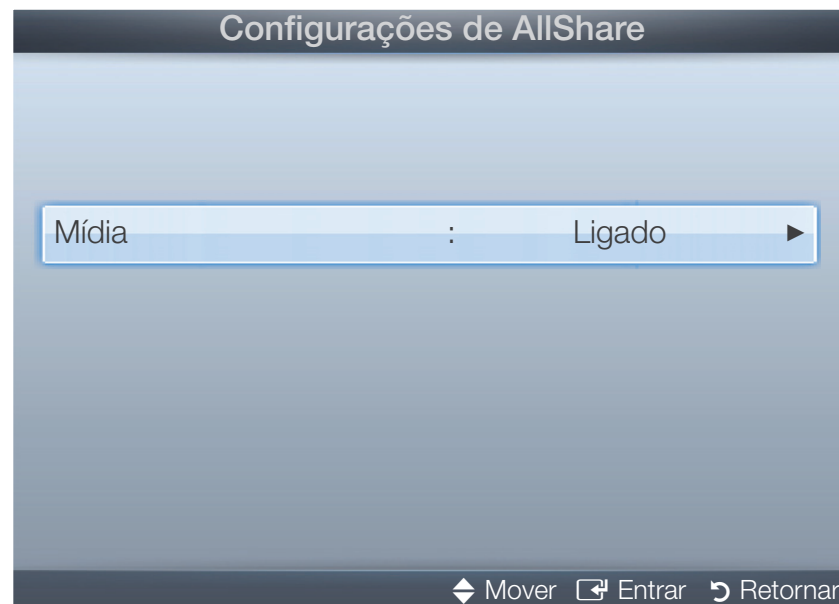 Configurações de AllShare
Mídia : Ligado ►
Mover Entrar Retornar